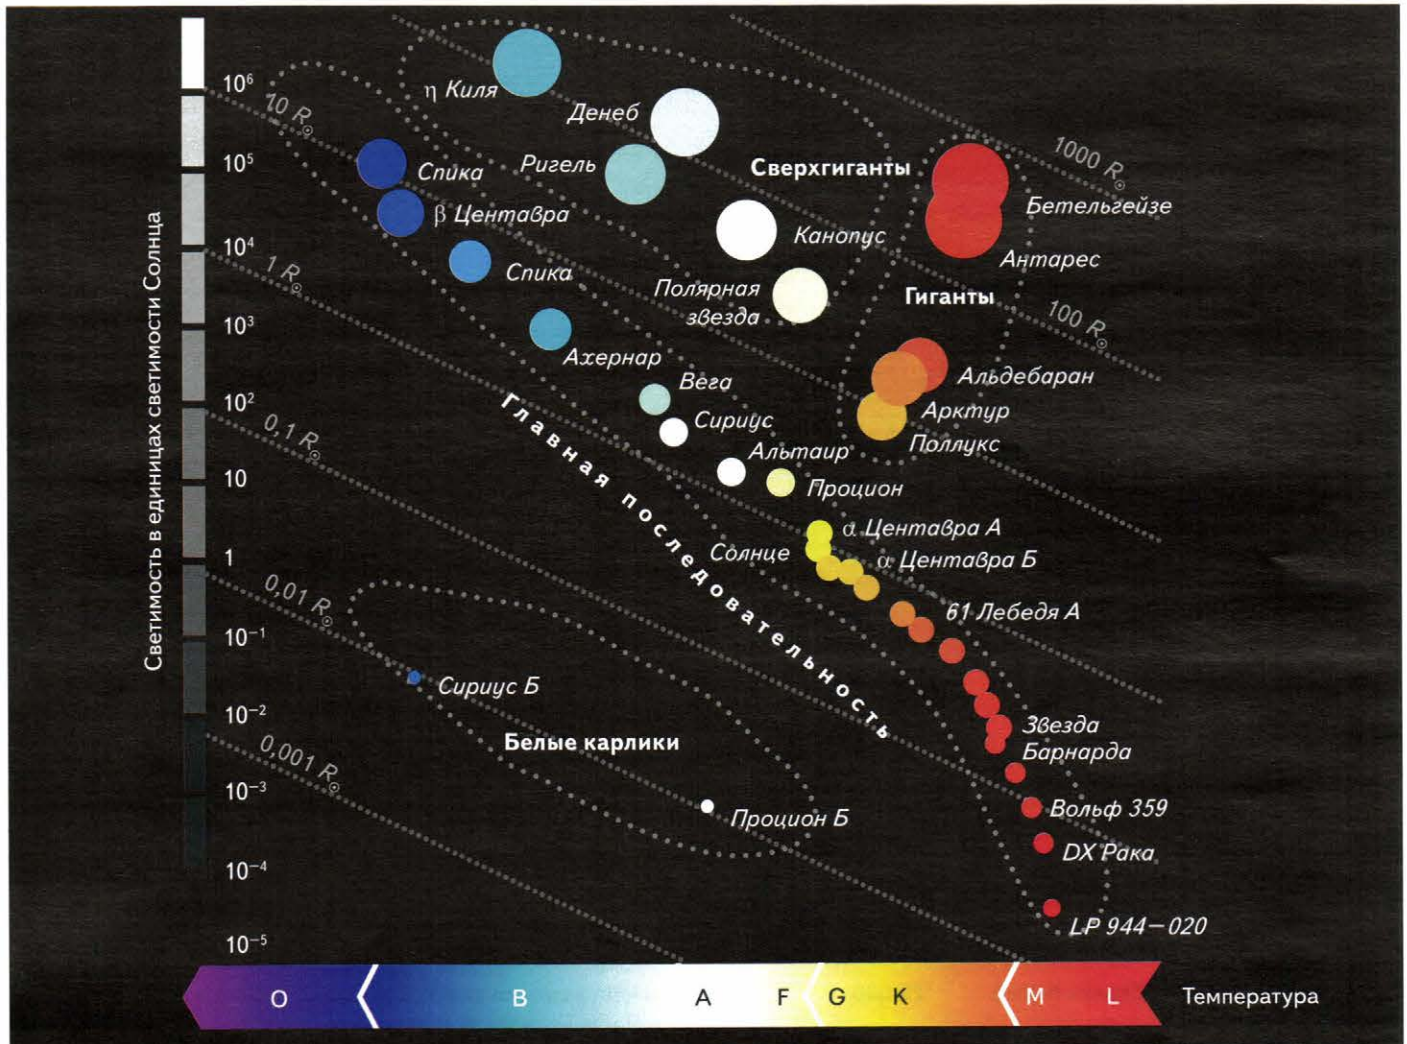 Светимость в единицах светимости Солнца
10⁶
10⁵
10⁴
10³
10²
10
1
10⁻¹
10⁻²
10⁻³
10⁻⁴
10⁻⁵
10 R☉
1 R☉
0,1 R☉
0,01 R☉
0,001 R☉
1000 R☉
100 R☉
η Киля
Денеб
Ригель
Сверхгиганты
Спика
β Центавра
Бетельгейзе
Канопус
Антарес
Спика
Полярная
звезда
Гиганты
Ахернар
Вега
Альдебаран
Сириус
Арктур
Поллукс
Альтаир
Процион
Главная последовательность
α Центавра А
Солнце
α Центавра Б
61 Лебедя А
Сириус Б
Белые карлики
Звезда
Барнарда
Процион Б
Вольф 359
DX Рака
LP 944–020
O B A F G K M L
Температура